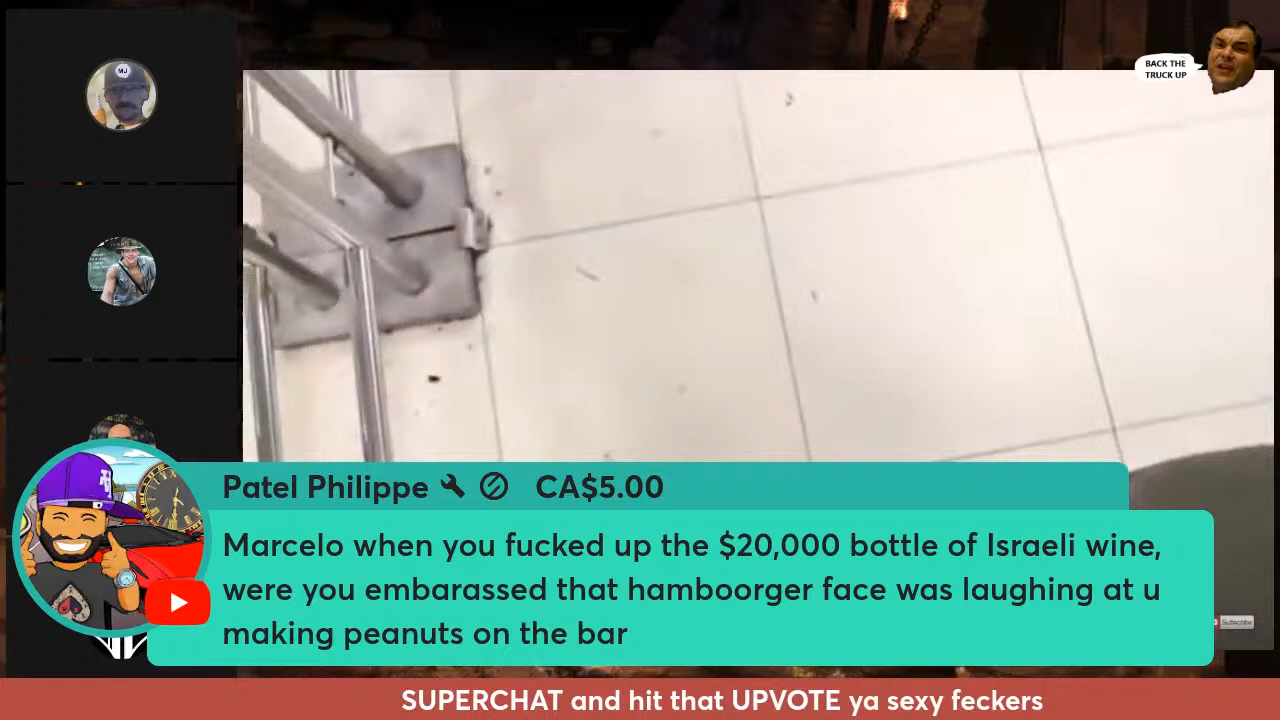 MJ
BACK THE
TRUCK UP
Patel Philippe CA$5.00
Marcelo when you fucked up the $20,000 bottle of Israeli wine,
were you embarassed that hamboorger face was laughing at u
making peanuts on the bar
Subscribe
SUPERCHAT and hit that UPVOTE ya sexy feckers